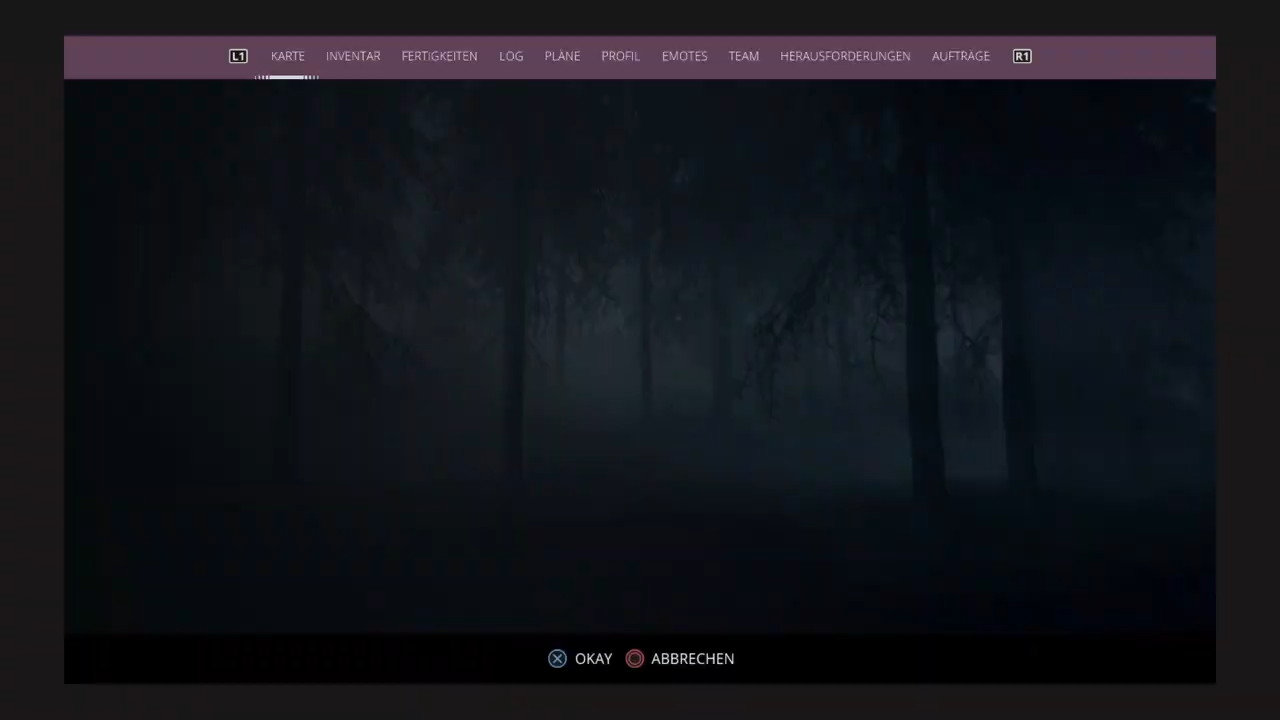 L1 KARTE INVENTAR FERTIGKEITEN LOG PLÄNE PROFIL EMOTES TEAM HERAUSFORDERUNGEN AUFTRÄGE R1
OKAY ABBRECHEN